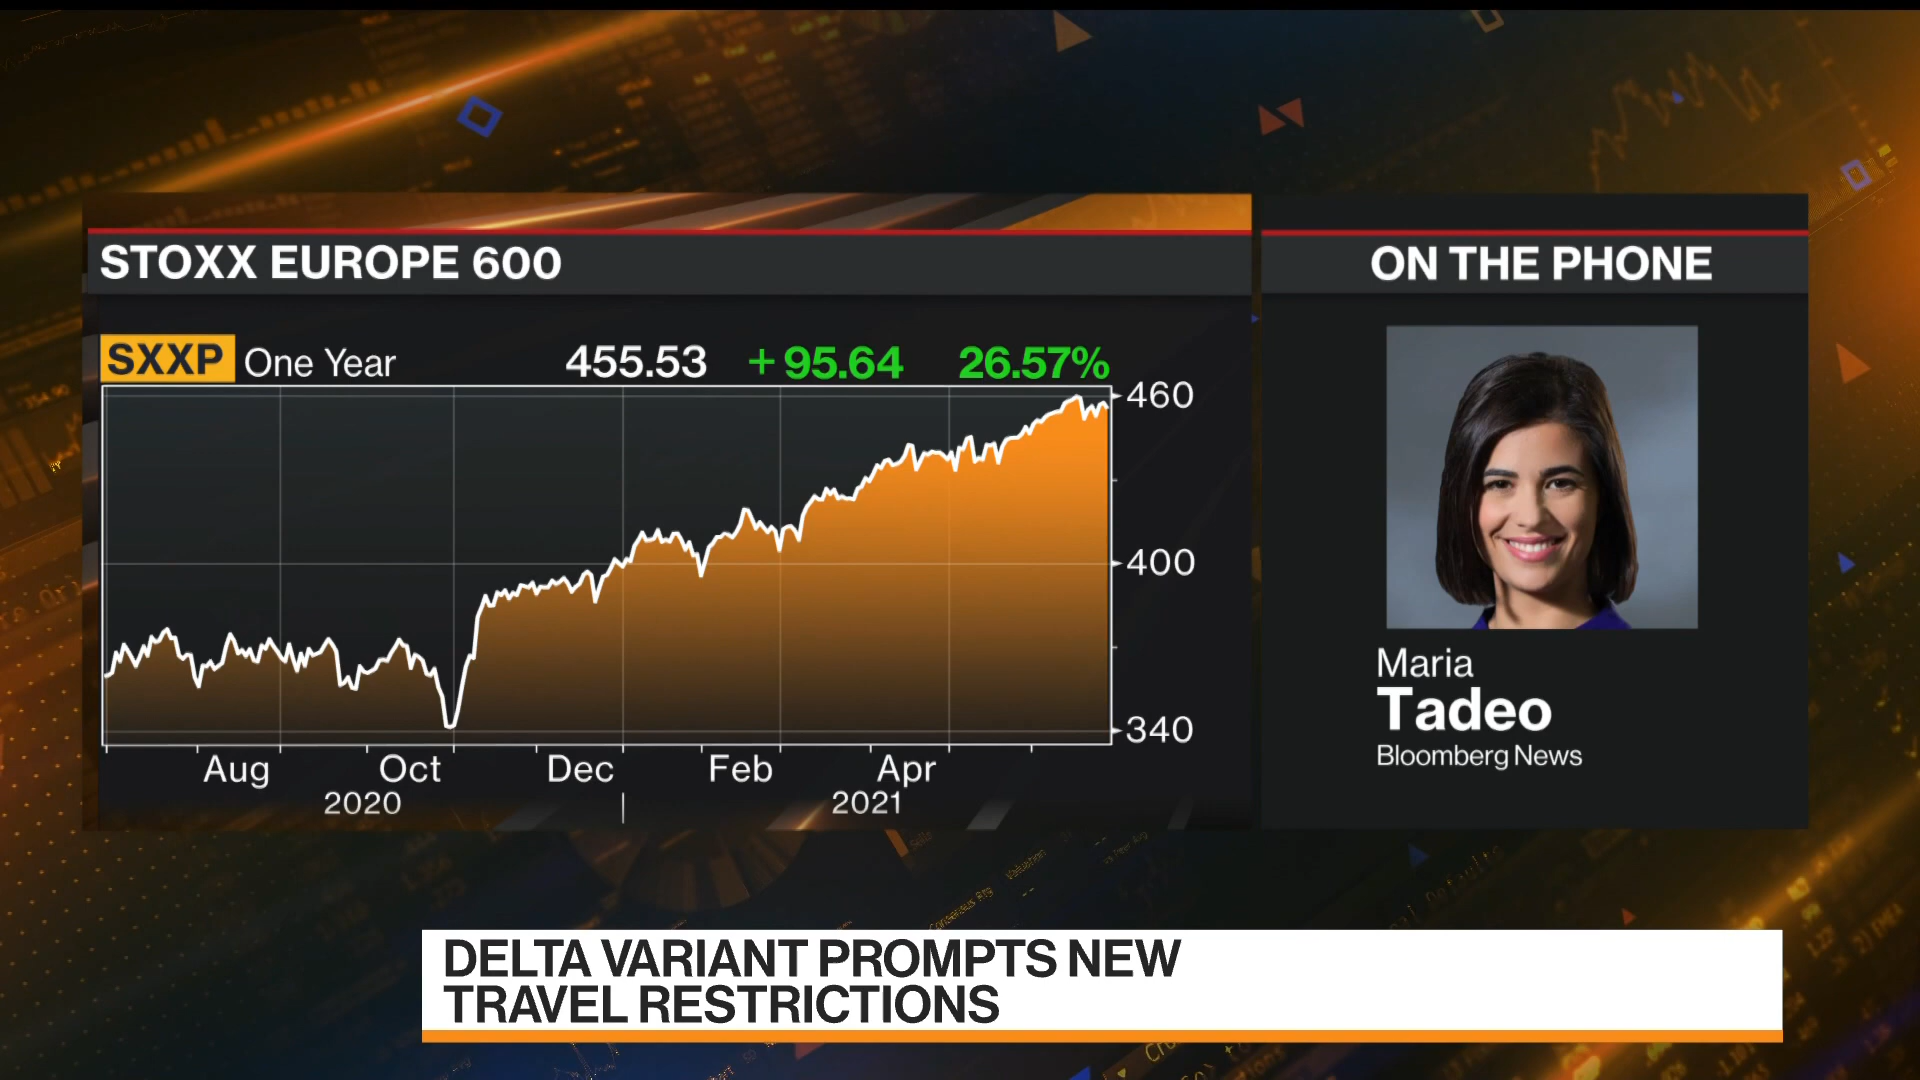 STOXX EUROPE 600
SXXP One Year 455.53 +95.64 26.57%
460
400
340
Aug Oct Dec Feb Apr
2020 2021
ON THE PHONE
Maria
Tadeo
Bloomberg News
DELTA VARIANT PROMPTS NEW
TRAVEL RESTRICTIONS
Valuation